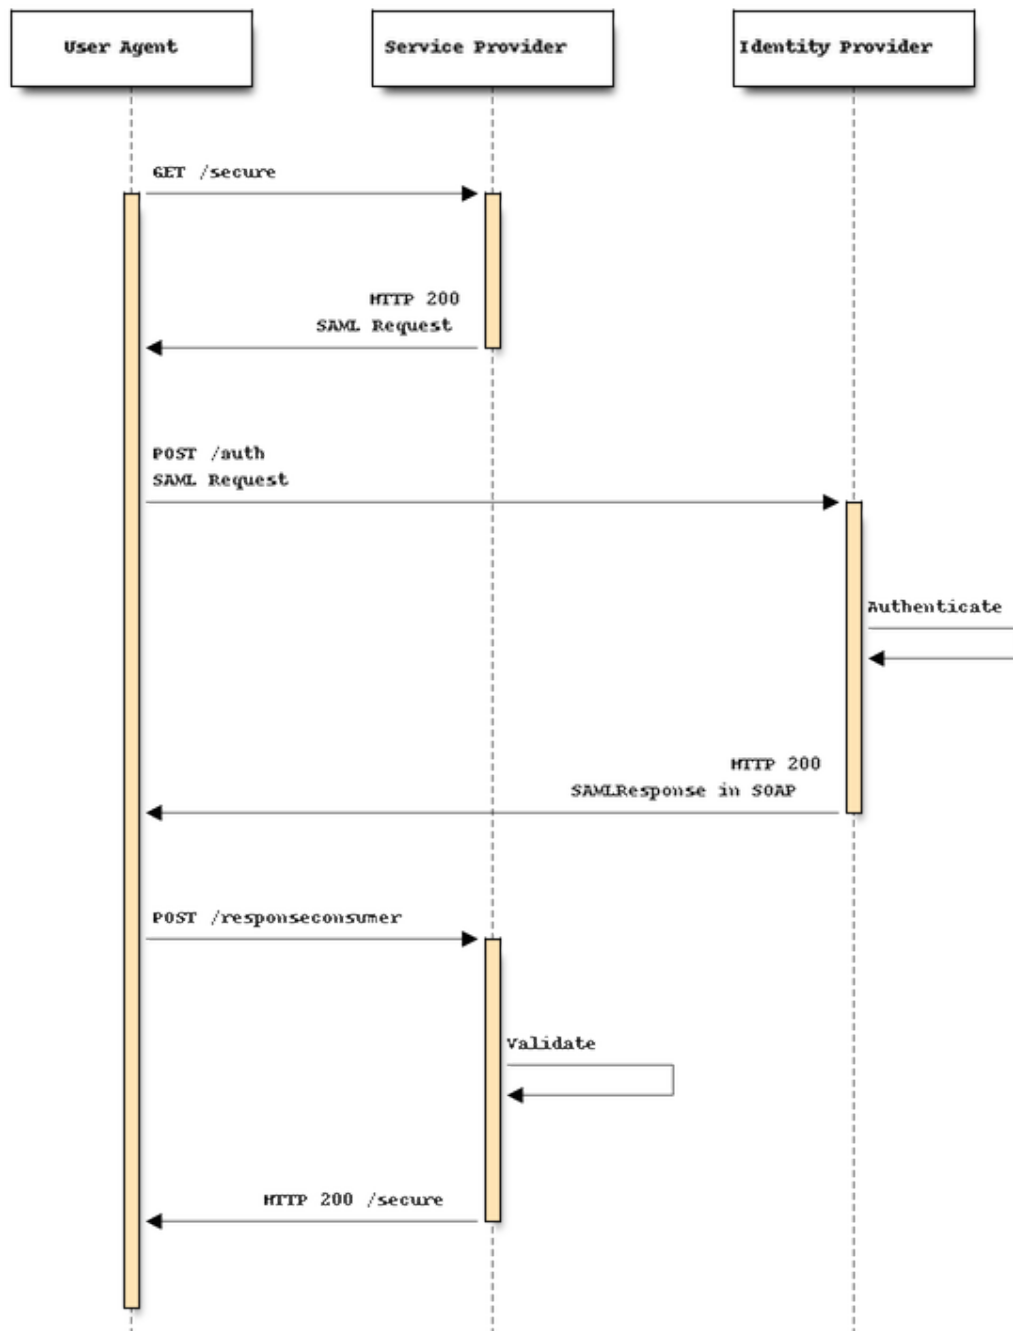 User Agent
Service Provider
Identity Provider
GET /secure
HTTP 200
SAML Request
POST /auth
SAML Request
Authenticate
HTTP 200
SAMLResponse in SOAP
POST /responseconsumer
Validate
HTTP 200 /secure